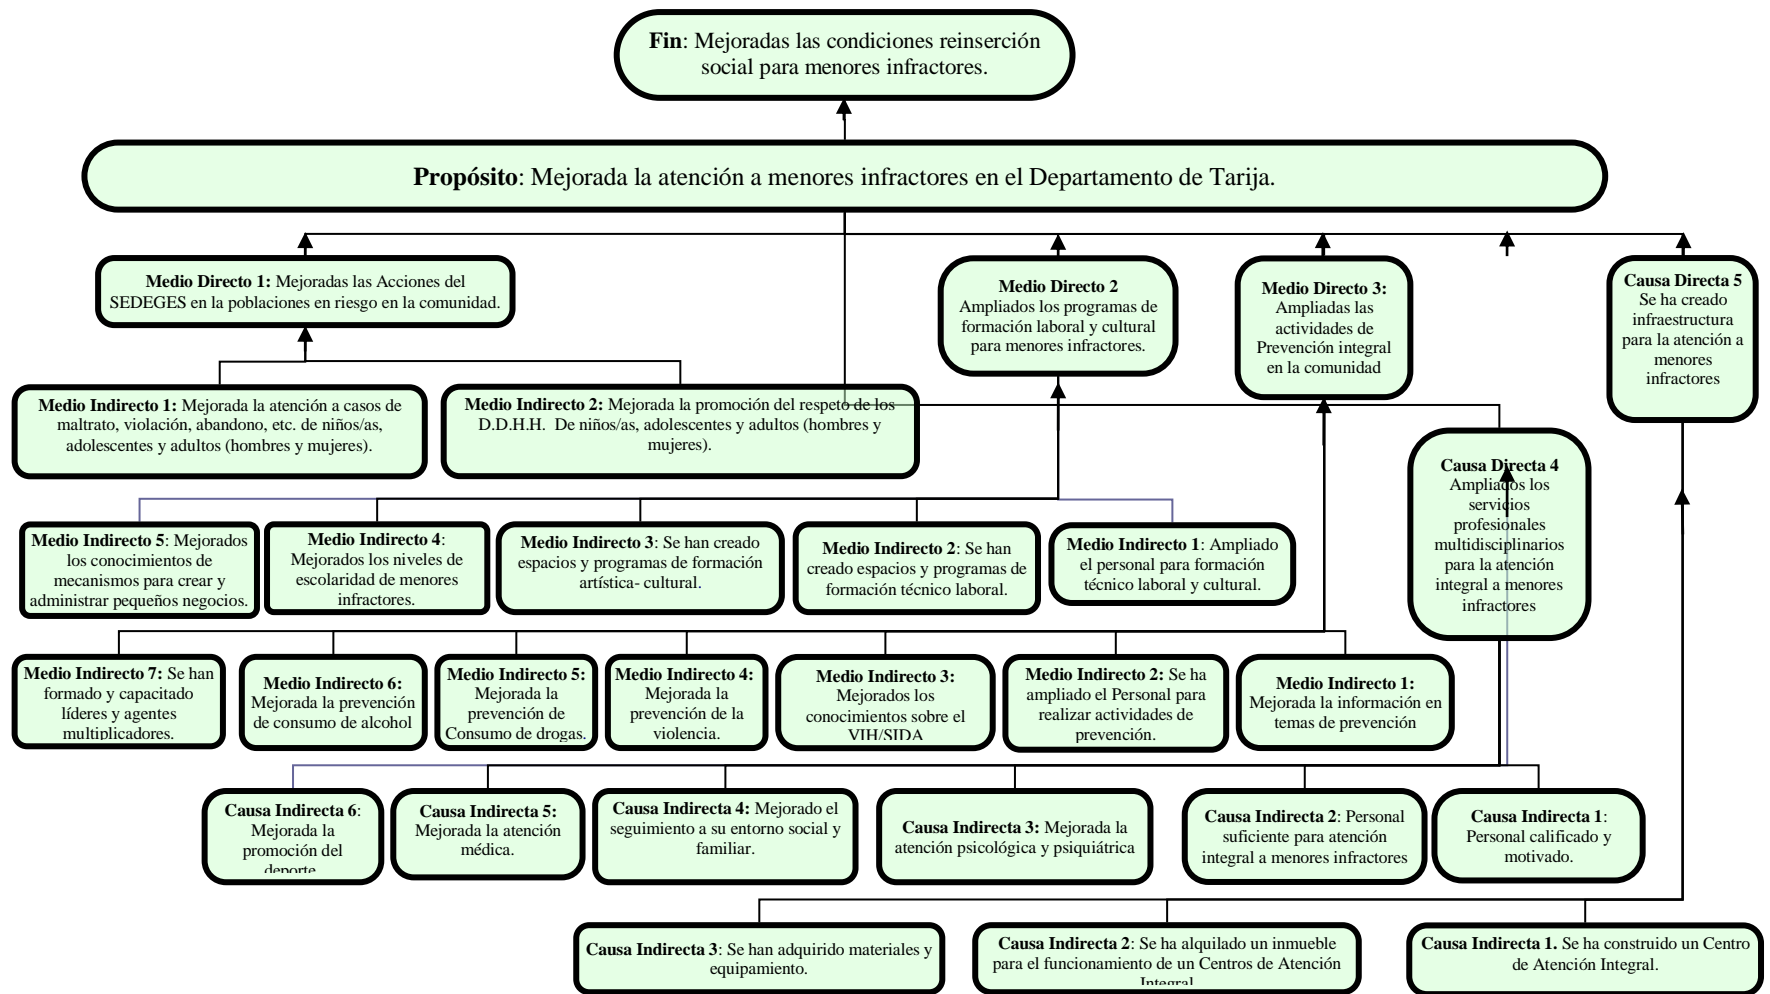 Fin: Mejoradas las condiciones reinserción
social para menores infractores.
Propósito: Mejorada la atención a menores infractores en el Departamento de Tarija.
Medio Directo 1: Mejoradas las Acciones del
SEDEGES en la poblaciones en riesgo en la comunidad.
Medio Directo 2
Ampliados los programas de
formación laboral y cultural
para menores infractores.
Medio Directo 3:
Ampliadas las
actividades de
Prevención integral
en la comunidad
Causa Directa 5
Se ha creado
infraestructura
para la atención a
menores
infractores
Medio Indirecto 1: Mejorada la atención a casos de
maltrato, violación, abandono, etc. de niños/as,
adolescentes y adultos (hombres y mujeres).
Medio Indirecto 2: Mejorada la promoción del respeto de los
D.D.H.H.  De niños/as, adolescentes y adultos (hombres y
mujeres).
Causa Directa 4
Ampliados los
servicios
profesionales
multidisciplinarios
para la atención
integral a menores
infractores
Medio Indirecto 5: Mejorados
los conocimientos de
mecanismos para crear y
administrar pequeños negocios.
Medio Indirecto 4:
Mejorados los niveles de
escolaridad de menores
infractores.
Medio Indirecto 3: Se han creado
espacios y programas de formación
artística- cultural.
Medio Indirecto 2: Se han
creado espacios y programas de
formación técnico laboral.
Medio Indirecto 1: Ampliado
el personal para formación
técnico laboral y cultural.
Medio Indirecto 7: Se han
formado y capacitado
líderes y agentes
multiplicadores.
Medio Indirecto 6:
Mejorada la prevención
de consumo de alcohol
Medio Indirecto 5:
Mejorada la
prevención de
Consumo de drogas.
Medio Indirecto 4:
Mejorada la
prevención de la
violencia.
Medio Indirecto 3:
Mejorados los
conocimientos sobre el
VIH/SIDA
Medio Indirecto 2: Se ha
ampliado el Personal para
realizar actividades de
prevención.
Medio Indirecto 1:
Mejorada la información en
temas de prevención
Causa Indirecta 6:
Mejorada la
promoción del
deporte
Causa Indirecta 5:
Mejorada la atención
médica.
Causa Indirecta 4: Mejorado el
seguimiento a su entorno social y
familiar.
Causa Indirecta 3: Mejorada la
atención psicológica y psiquiátrica
Causa Indirecta 2: Personal
suficiente para atención
integral a menores infractores
Causa Indirecta 1:
Personal calificado y
motivado.
Causa Indirecta 3: Se han adquirido materiales y
equipamiento.
Causa Indirecta 2: Se ha alquilado un inmueble
para el funcionamiento de un Centros de Atención
Integral
Causa Indirecta 1. Se ha construido un Centro
de Atención Integral.